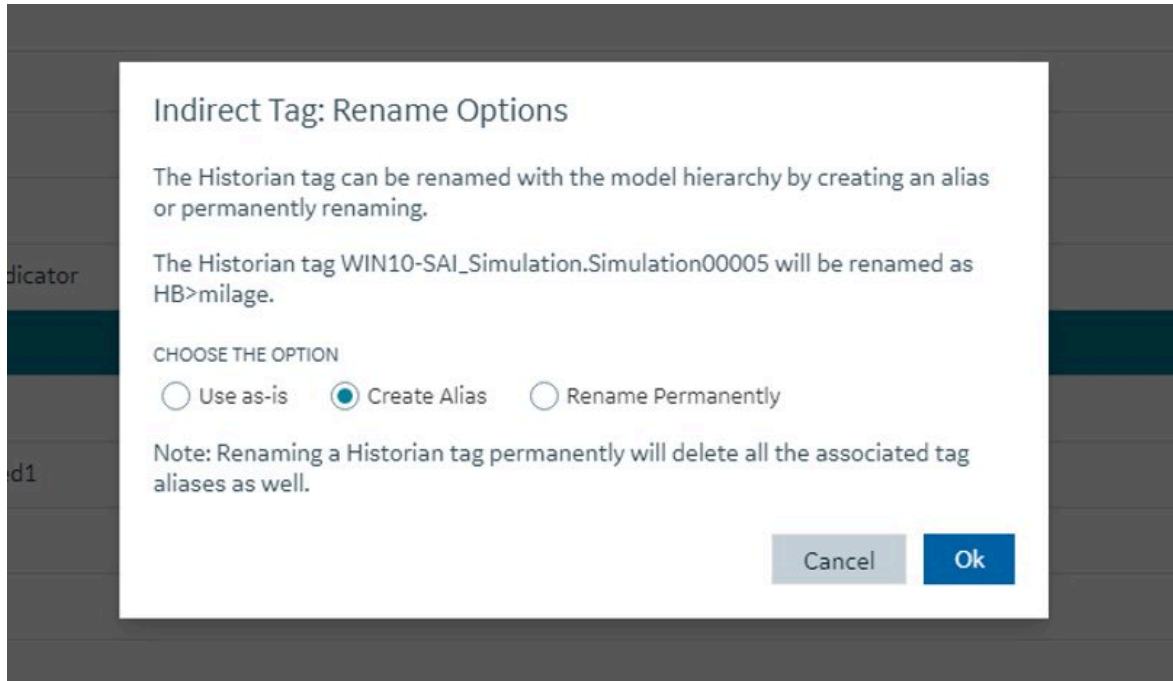 Indirect Tag: Rename Options
The Historian tag can be renamed with the model hierarchy by creating an alias
or permanently renaming.
The Historian tag WIN10-SAI_Simulation.Simulation00005 will be renamed as
dicator
HB>milage.
CHOOSE THE OPTION
Use as-is Create Alias Rename Permanently
Note: Renaming a Historian tag permanently will delete all the associated tag
ed1
aliases as well.
Cancel Ok